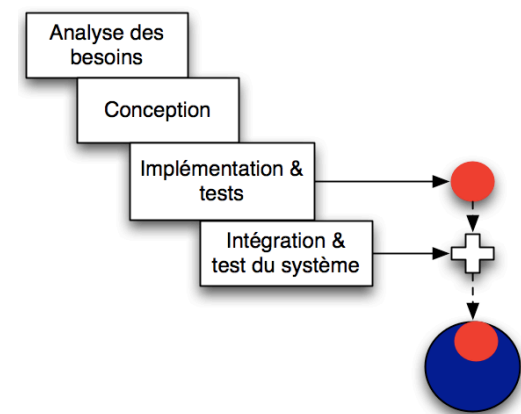 Analyse des
besoins
Conception
Implémentation &
tests
Intégration &
test du système